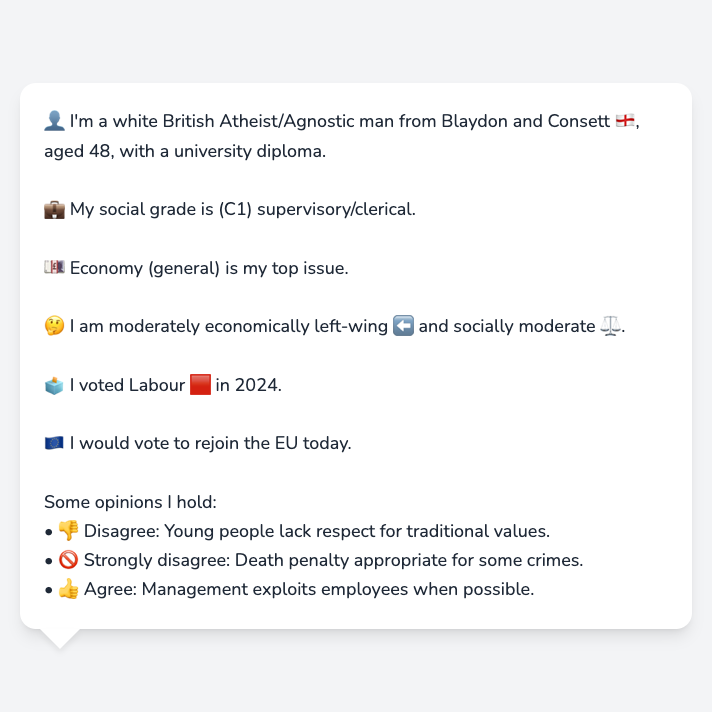 👤 I'm a white British Atheist/Agnostic man from Blaydon and Consett 🏴󠁧󠁢󠁥󠁮󠁧󠁿,
aged 48, with a university diploma.
💼 My social grade is (C1) supervisory/clerical.
💷 Economy (general) is my top issue.
🤔 I am moderately economically left-wing ⬅️ and socially moderate ⚖️.
🗳️ I voted Labour 🟥 in 2024.
🇪🇺 I would vote to rejoin the EU today.
Some opinions I hold:
• 👎 Disagree: Young people lack respect for traditional values.
• 🚫 Strongly disagree: Death penalty appropriate for some crimes.
• 👍 Agree: Management exploits employees when possible.